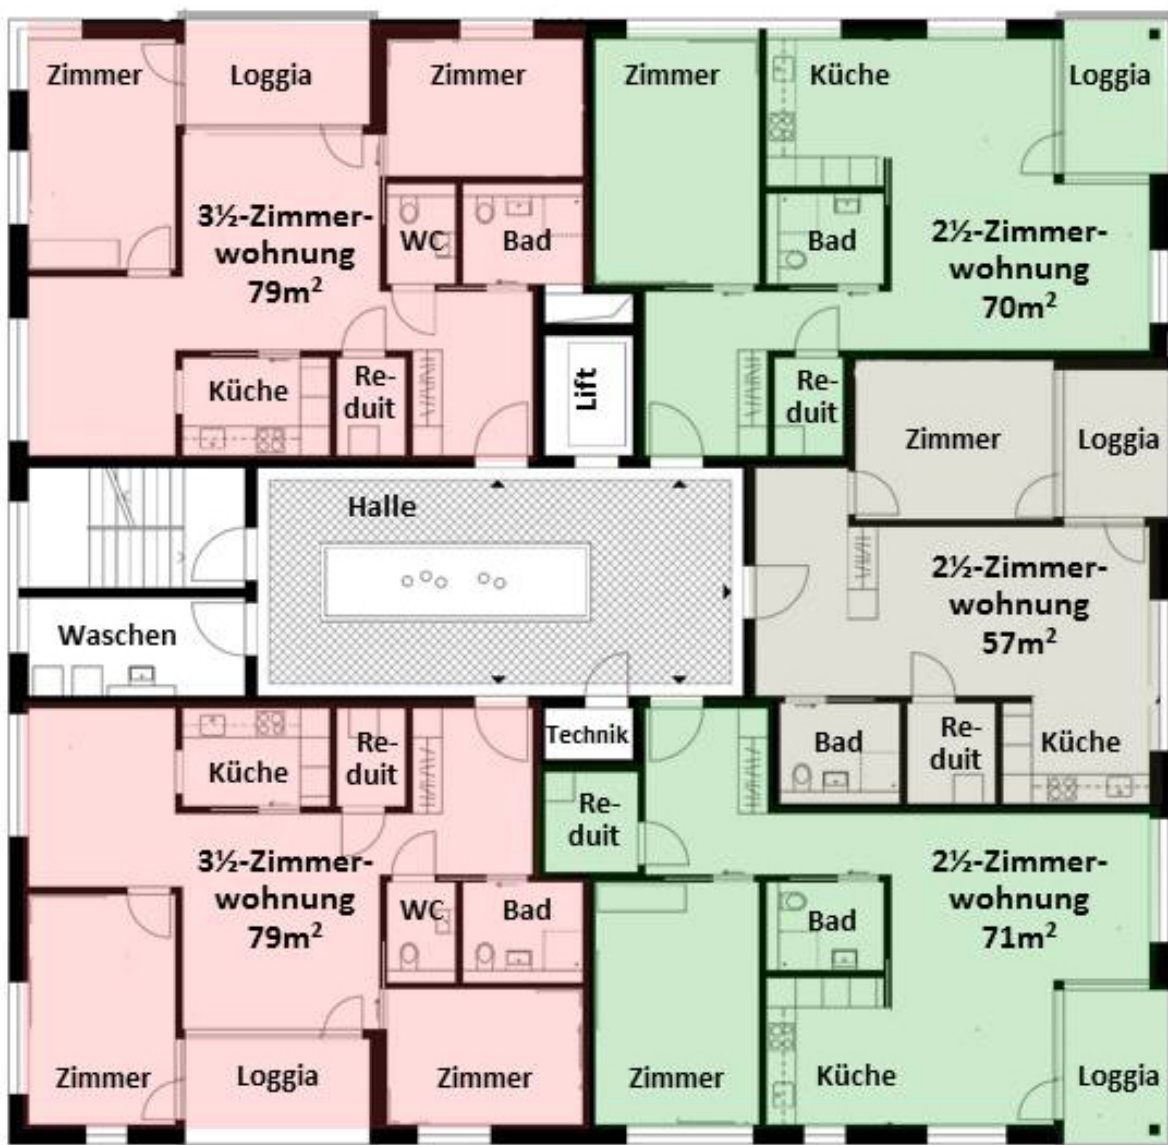 Zimmer
Loggia
Zimmer
Zimmer
Küche
Loggia
3½-Zimmer-
wohnung
79m²
WC
Bad
Bad
2½-Zimmer-
wohnung
70m²
Küche
Re-
duit
Lift
Re-
duit
Zimmer
Loggia
Halle
2½-Zimmer-
wohnung
57m²
Waschen
Küche
Re-
duit
Technik
Bad
Re-
duit
Küche
Re-
duit
3½-Zimmer-
wohnung
79m²
WC
Bad
Bad
2½-Zimmer-
wohnung
71m²
Zimmer
Loggia
Zimmer
Zimmer
Küche
Loggia